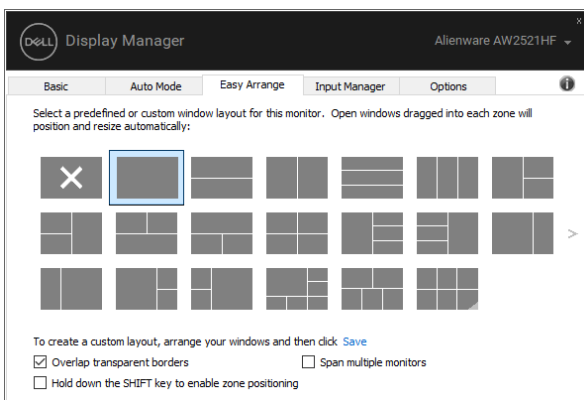 DELL Display Manager Alienware AW2521HF
Basic Auto Mode Easy Arrange Input Manager Options
Select a predefined or custom window layout for this monitor. Open windows dragged into each zone will
position and resize automatically:
To create a custom layout, arrange your windows and then click Save
Overlap transparent borders Span multiple monitors
Hold down the SHIFT key to enable zone positioning